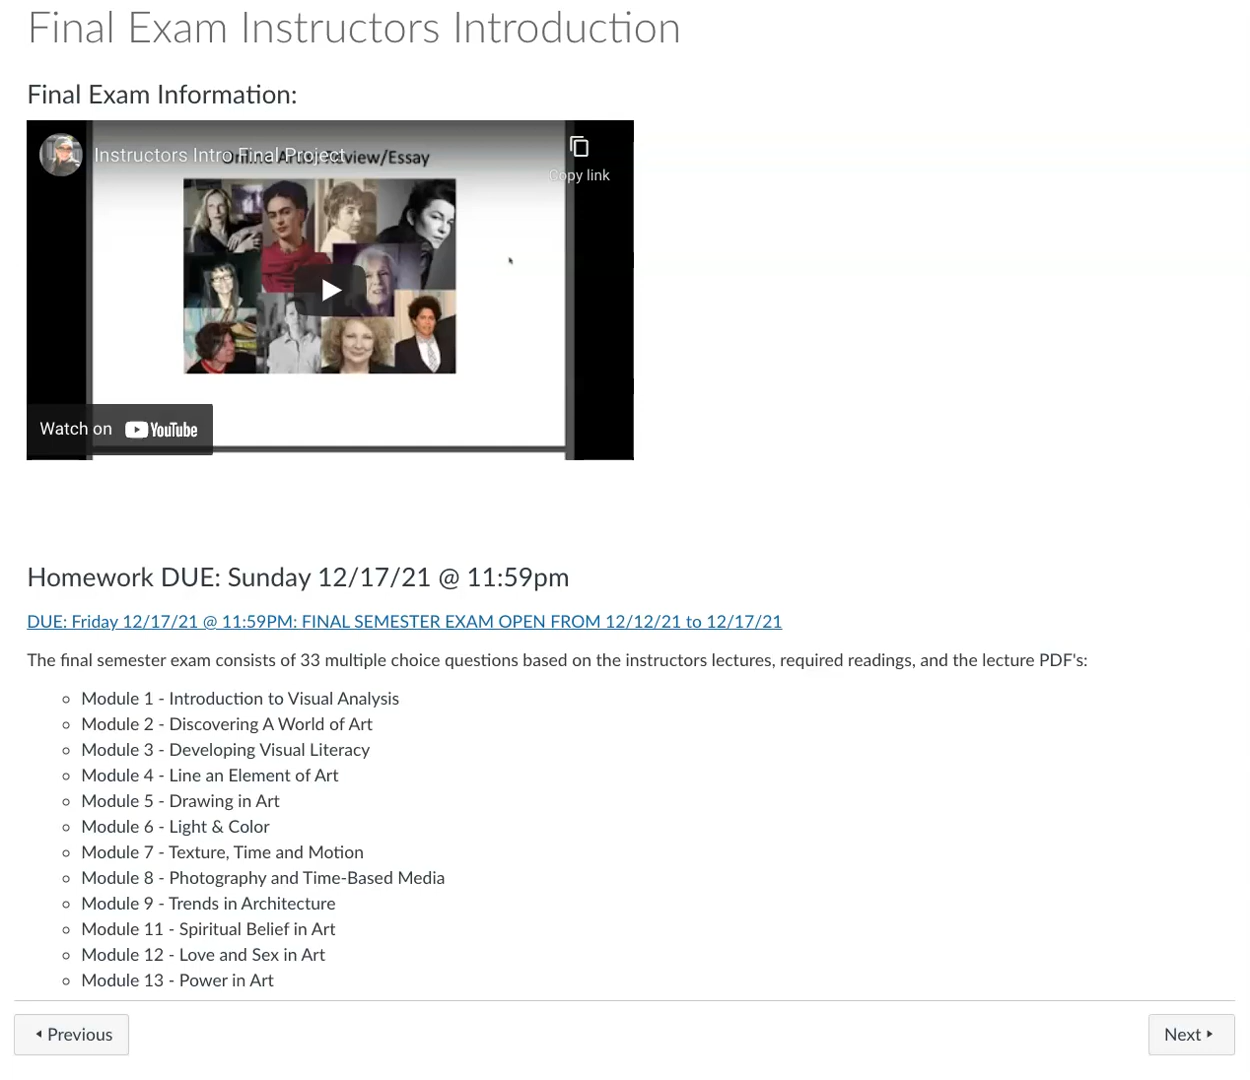 Final Exam Instructors Introduction
Final Exam Information:
Instructors Intro Final Project
Review/Essay
Copy link
Watch on YouTube
Homework DUE: Sunday 12/17/21 @ 11:59pm
DUE: Friday 12/17/21 @ 11:59PM: FINAL SEMESTER EXAM OPEN FROM 12/12/21 to 12/17/21
The final semester exam consists of 33 multiple choice questions based on the instructors lectures, required readings, and the lecture PDF's:
Module 1 - Introduction to Visual Analysis
Module 2 - Discovering A World of Art
Module 3 - Developing Visual Literacy
Module 4 - Line an Element of Art
Module 5 - Drawing in Art
Module 6 - Light & Color
Module 7 - Texture, Time and Motion
Module 8 - Photography and Time-Based Media
Module 9 - Trends in Architecture
Module 11 - Spiritual Belief in Art
Module 12 - Love and Sex in Art
Module 13 - Power in Art
Previous
Next